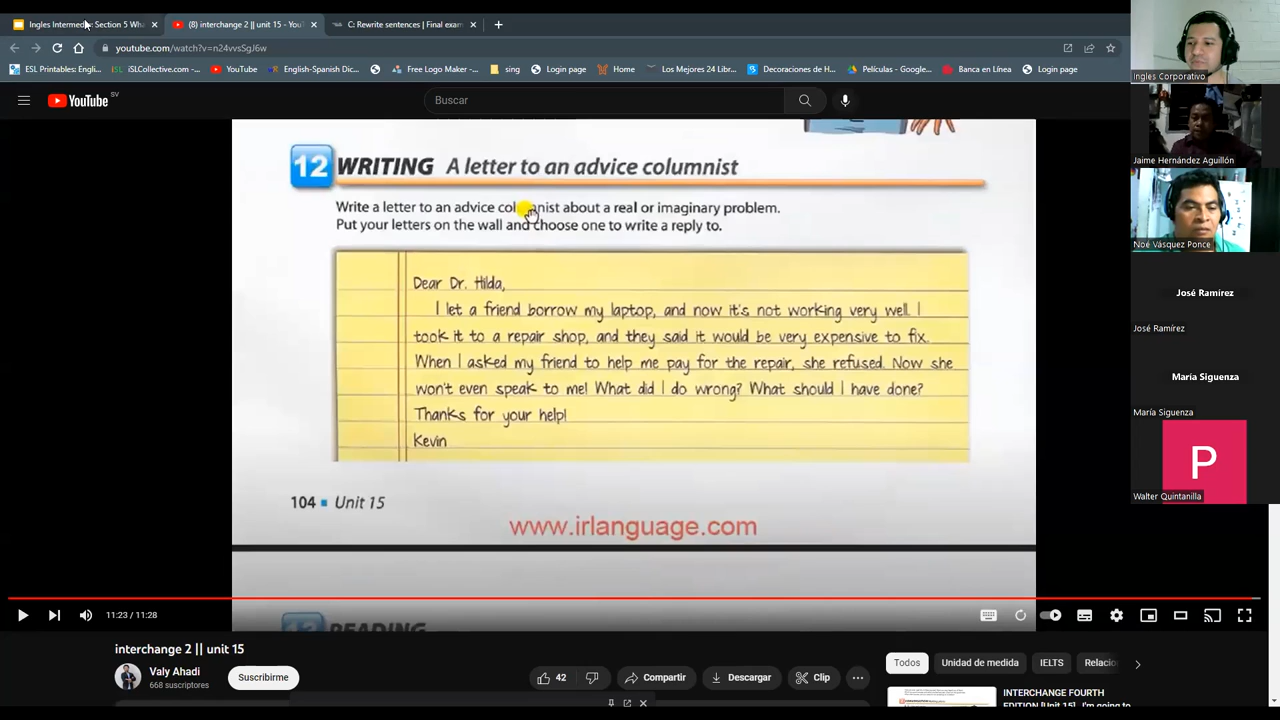 Ingles Intermedi
Section 5 Wha
(8) interchange 2 || unit 15 - You
C: Rewrite sentences | Final exam
youtube.com/watch?v=n24vvsSgJ6w
ESL Printables: Engli...
iSLCollective.com -...
YouTube
English-Spanish Dic...
Free Logo Maker -...
sing
Login page
Home
Los Mejores 24 Libr...
Decoraciones de H...
Películas - Google...
Banca en Línea
Login page
YouTube SV
Buscar
12 WRITING A letter to an advice columnist
Write a letter to an advice columnist about a real or imaginary problem.
Put your letters on the wall and choose one to write a reply to.
Dear Dr. Hilda,
I let a friend borrow my laptop, and now it's not working very well. I
took it to a repair shop, and they said it would be very expensive to fix.
When I asked my friend to help me pay for the repair, she refused. Now she
won't even speak to me! What did I do wrong? What should I have done?
Thanks for your help!
Kevin
104 Unit 15
www.irlanguage.com
READING
11:23 / 11:28
interchange 2 || unit 15
Valy Ahadi
668 suscriptores
Suscribirme
42
Compartir
Descargar
Clip
Todos
Unidad de medida
IELTS
Relacio
INTERCHANGE FOURTH
EDITION [Unit 15]. I'm going to
Ingles Corporativo
Jaime Hernández Aguillón
Noé Vásquez Ponce
José Ramírez
José Ramírez
María Siguenza
María Siguenza
P
Walter Quintanilla